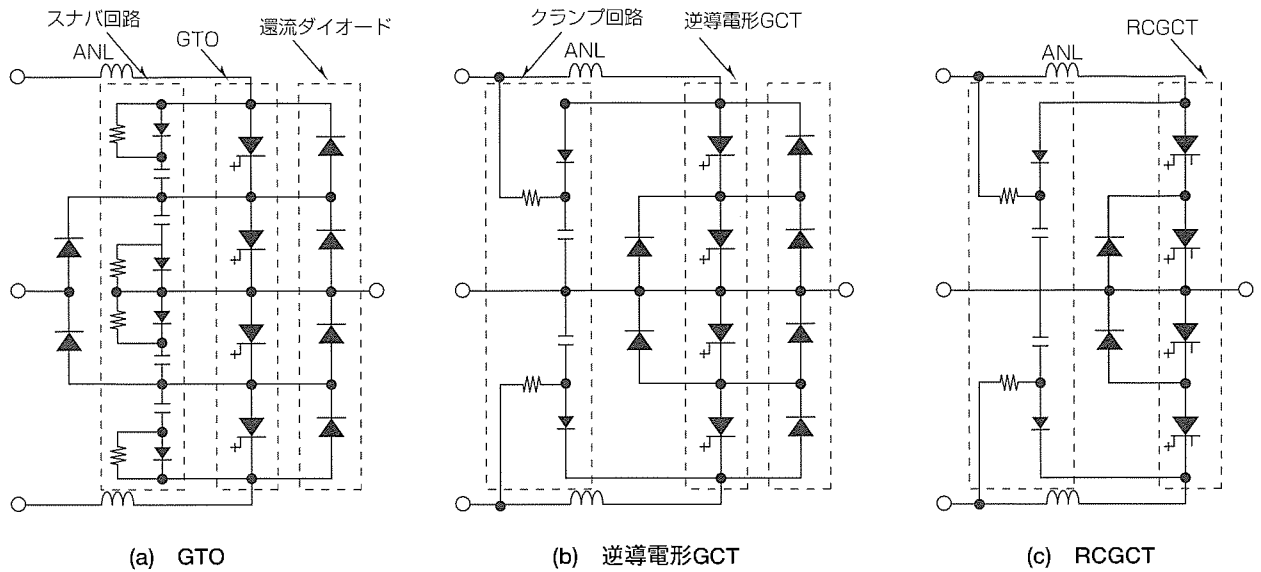 スナバ回路
GTO
還流ダイオード
ANL
クランプ回路
ANL
逆導電形GCT
ANL
RCGCT
(a) GTO
(b) 逆導電形GCT
(c) RCGCT